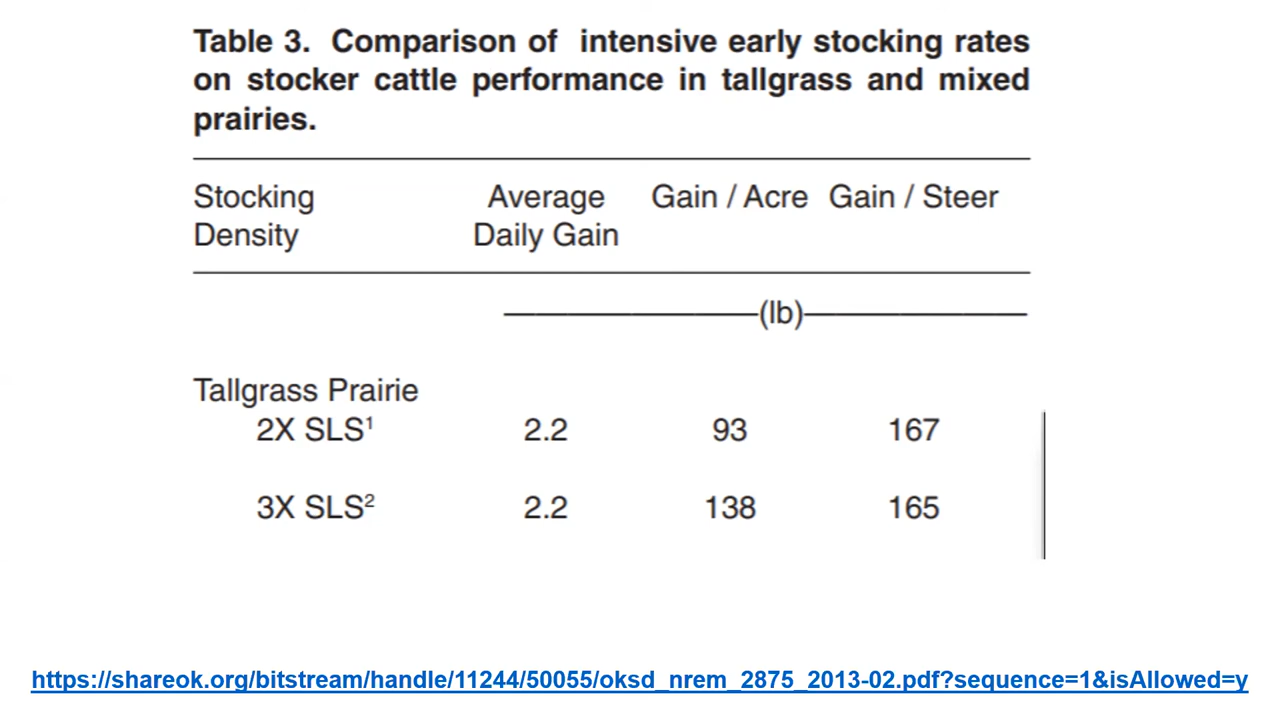 Table 3. Comparison of intensive early stocking rates
on stocker cattle performance in tallgrass and mixed
prairies.
Stocking Density Average Daily Gain Gain / Acre Gain / Steer
(lb)
Tallgrass Prairie
2X SLS¹ 2.2 93 167
3X SLS² 2.2 138 165
https://shareok.org/bitstream/handle/11244/50055/oksd_nrem_2875_2013-02.pdf?sequence=1&isAllowed=y